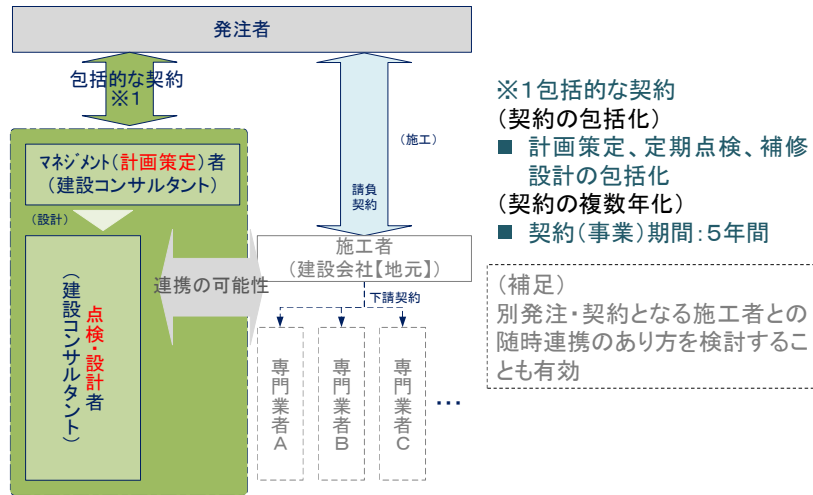 発注者
包括的な契約
※1
(施工)
請負
契約
マネジメント(計画策定)者
(建設コンサルタント)
(設計)
点検・設計者
(建設コンサルタント)
連携の可能性
施工者
(建設会社【地元】)
下請契約
専門業者A
専門業者B
専門業者C
…
※1包括的な契約
(契約の包括化)
■ 計画策定、定期点検、補修
設計の包括化
(契約の複数年化)
■ 契約(事業)期間:5年間
(補足)
別発注・契約となる施工者との
随時連携のあり方を検討するこ
とも有効